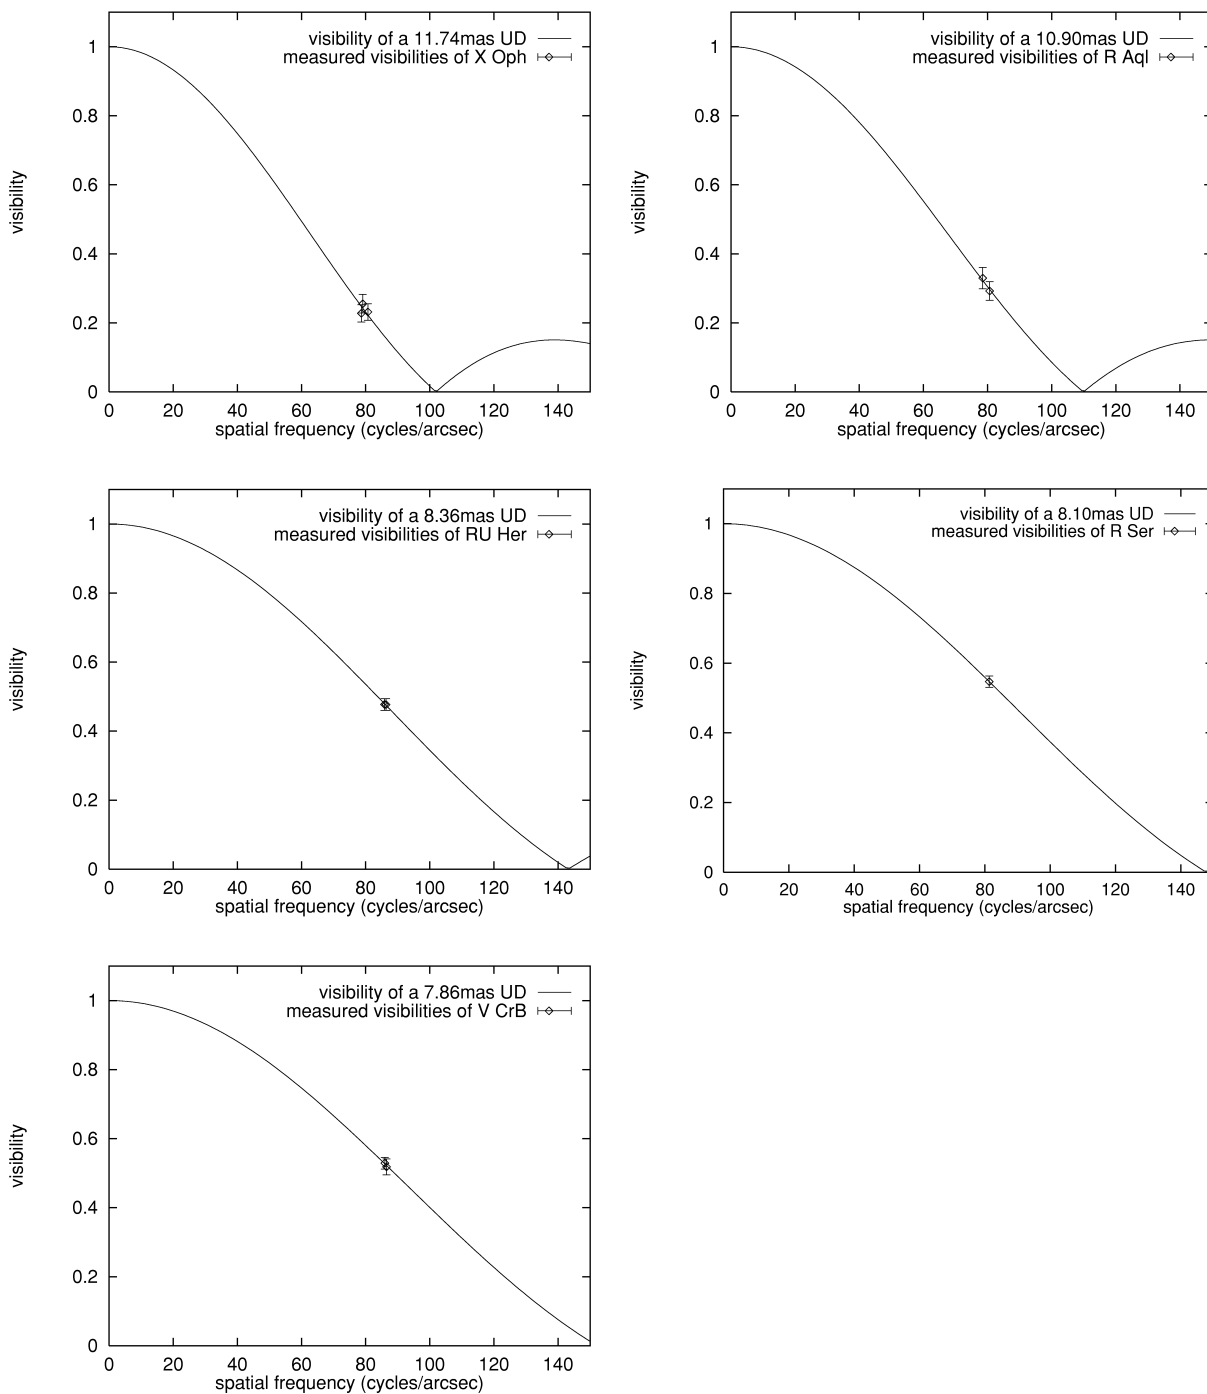 visibility of a 11.74mas UD
measured visibilities of X Oph
1
0.8
0.6
0.4
0.2
0
visibility
0 20 40 60 80 100 120 140
spatial frequency (cycles/arcsec)
visibility of a 10.90mas UD
measured visibilities of R Aql
1
0.8
0.6
0.4
0.2
0
visibility
0 20 40 60 80 100 120 140
spatial frequency (cycles/arcsec)
visibility of a 8.36mas UD
measured visibilities of RU Her
1
0.8
0.6
0.4
0.2
0
visibility
0 20 40 60 80 100 120 140
spatial frequency (cycles/arcsec)
visibility of a 8.10mas UD
measured visibilities of R Ser
1
0.8
0.6
0.4
0.2
0
visibility
0 20 40 60 80 100 120 140
spatial frequency (cycles/arcsec)
visibility of a 7.86mas UD
measured visibilities of V CrB
1
0.8
0.6
0.4
0.2
0
visibility
0 20 40 60 80 100 120 140
spatial frequency (cycles/arcsec)